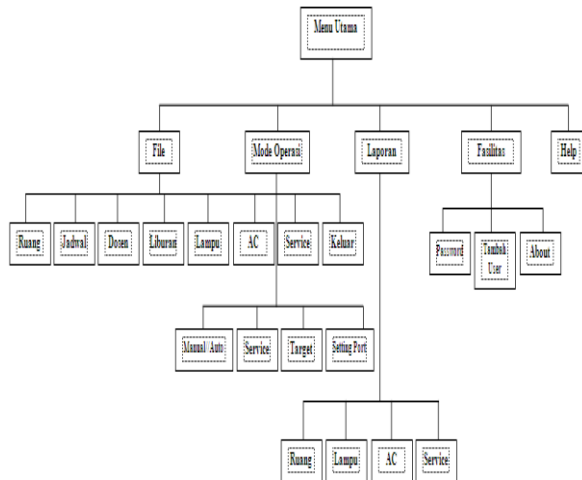 Menu Utama
File
Mode Operasi
Laporan
Fasilitas
Help
Ruang
Jadwal
Dosen
Liburan
Lampu
AC
Service
Keluar
Password
Tambah
User
About
Manual/Auto
Service
Target
Setting Port
Ruang
Lampu
AC
Service